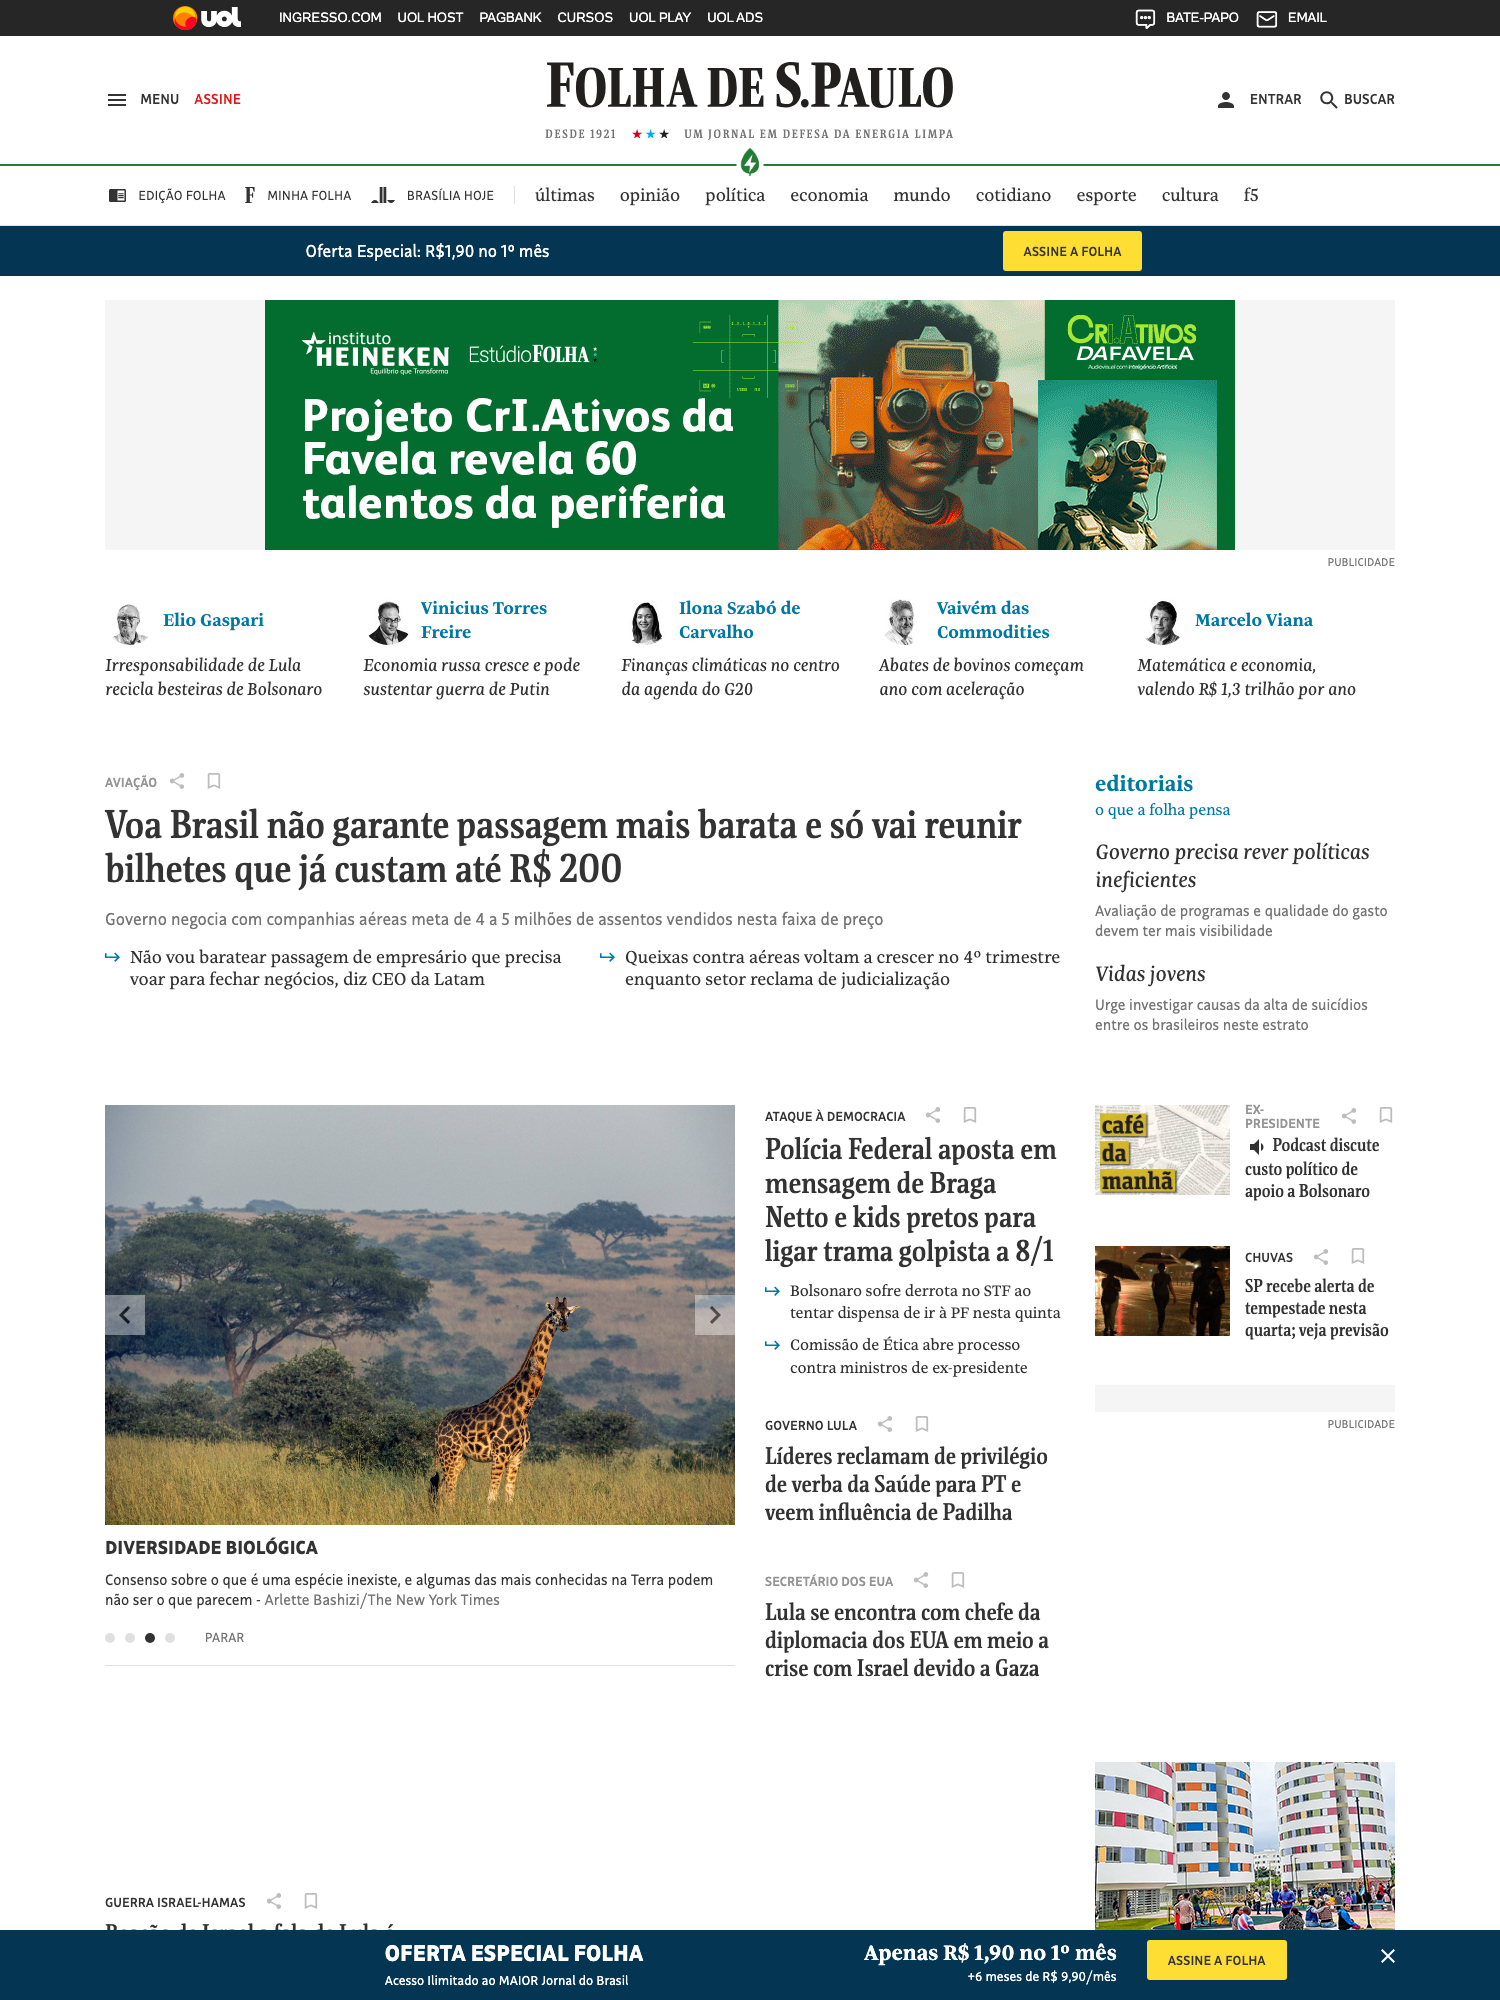 uol INGRESSO.COM UOL HOST PAGBANK CURSOS UOL PLAY UOL ADS BATE-PAPO EMAIL
MENU ASSINE
FOLHA DE S.PAULO
ENTRAR BUSCAR
DESDE 1921 ★★★ UM JORNAL EM DEFESA DA ENERGIA LIMPA
EDIÇÃO FOLHA F MINHA FOLHA BRASÍLIA HOJE últimas opinião política economia mundo cotidiano esporte cultura f5
Oferta Especial: R$1,90 no 1º mês ASSINE A FOLHA
instituto
HEINEKEN
Equilíbrio que Transforma
EstúdioFOLHA
Projeto CrI.Ativos da
Favela revela 60
talentos da periferia
CrI.Ativos
DAFAVELA
Audiovisual com Inteligência Artificial
PUBLICIDADE
Elio Gaspari
Irresponsabilidade de Lula
recicla besteiras de Bolsonaro
Vinicius Torres
Freire
Economia russa cresce e pode
sustentar guerra de Putin
Ilona Szabó de
Carvalho
Finanças climáticas no centro
da agenda do G20
Vaivém das
Commodities
Abates de bovinos começam
ano com aceleração
Marcelo Viana
Matemática e economia,
valendo R$ 1,3 trilhão por ano
AVIAÇÃO
Voa Brasil não garante passagem mais barata e só vai reunir
bilhetes que já custam até R$ 200
Governo negocia com companhias aéreas meta de 4 a 5 milhões de assentos vendidos nesta faixa de preço
Não vou baratear passagem de empresário que precisa
voar para fechar negócios, diz CEO da Latam
Queixas contra aéreas voltam a crescer no 4º trimestre
enquanto setor reclama de judicialização
editoriais
o que a folha pensa
Governo precisa rever políticas
ineficientes
Avaliação de programas e qualidade do gasto
devem ter mais visibilidade
Vidas jovens
Urge investigar causas da alta de suicídios
entre os brasileiros neste estrato
DIVERSIDADE BIOLÓGICA
Consenso sobre o que é uma espécie inexiste, e algumas das mais conhecidas na Terra podem
não ser o que parecem - Arlette Bashizi/The New York Times
PARAR
ATAQUE À DEMOCRACIA
Polícia Federal aposta em
mensagem de Braga
Netto e kids pretos para
ligar trama golpista a 8/1
Bolsonaro sofre derrota no STF ao
tentar dispensa de ir à PF nesta quinta
Comissão de Ética abre processo
contra ministros de ex-presidente
GOVERNO LULA
Líderes reclamam de privilégio
de verba da Saúde para PT e
veem influência de Padilha
SECRETÁRIO DOS EUA
Lula se encontra com chefe da
diplomacia dos EUA em meio a
crise com Israel devido a Gaza
café
da
manhã
EX-
PRESIDENTE
Podcast discute
custo político de
apoio a Bolsonaro
CHUVAS
SP recebe alerta de
tempestade nesta
quarta; veja previsão
PUBLICIDADE
GUERRA ISRAEL-HAMAS
Reação de Israel a fala de Lula é
OFERTA ESPECIAL FOLHA
Acesso Ilimitado ao MAIOR Jornal do Brasil
Apenas R$ 1,90 no 1º mês
+6 meses de R$ 9,90/mês
ASSINE A FOLHA